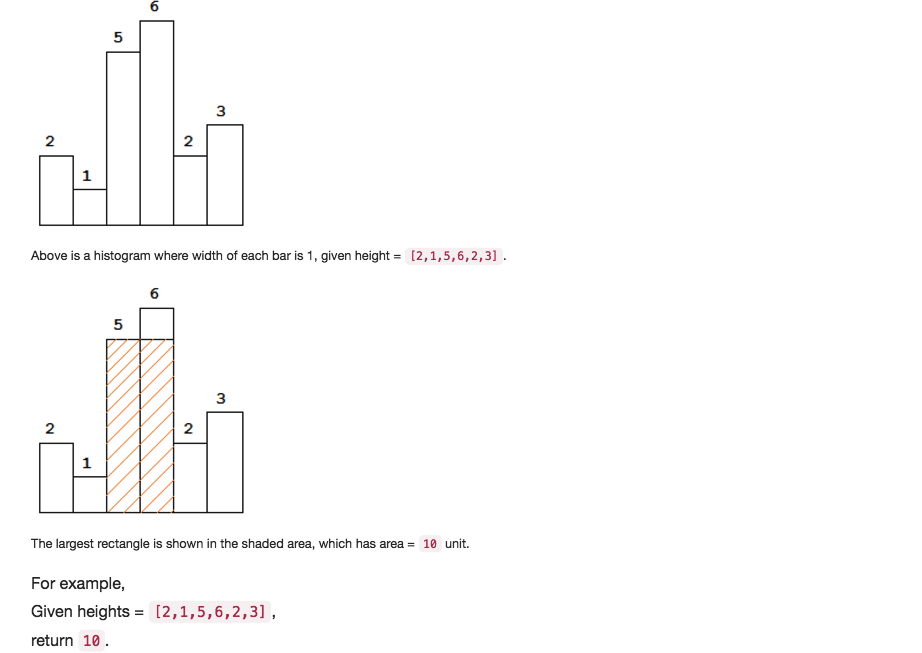 6
5
3
2
2
1
Above is a histogram where width of each bar is 1, given height = [2,1,5,6,2,3].
6
5
3
2
2
1
The largest rectangle is shown in the shaded area, which has area = 10 unit.
For example,
Given heights = [2,1,5,6,2,3],
return 10.